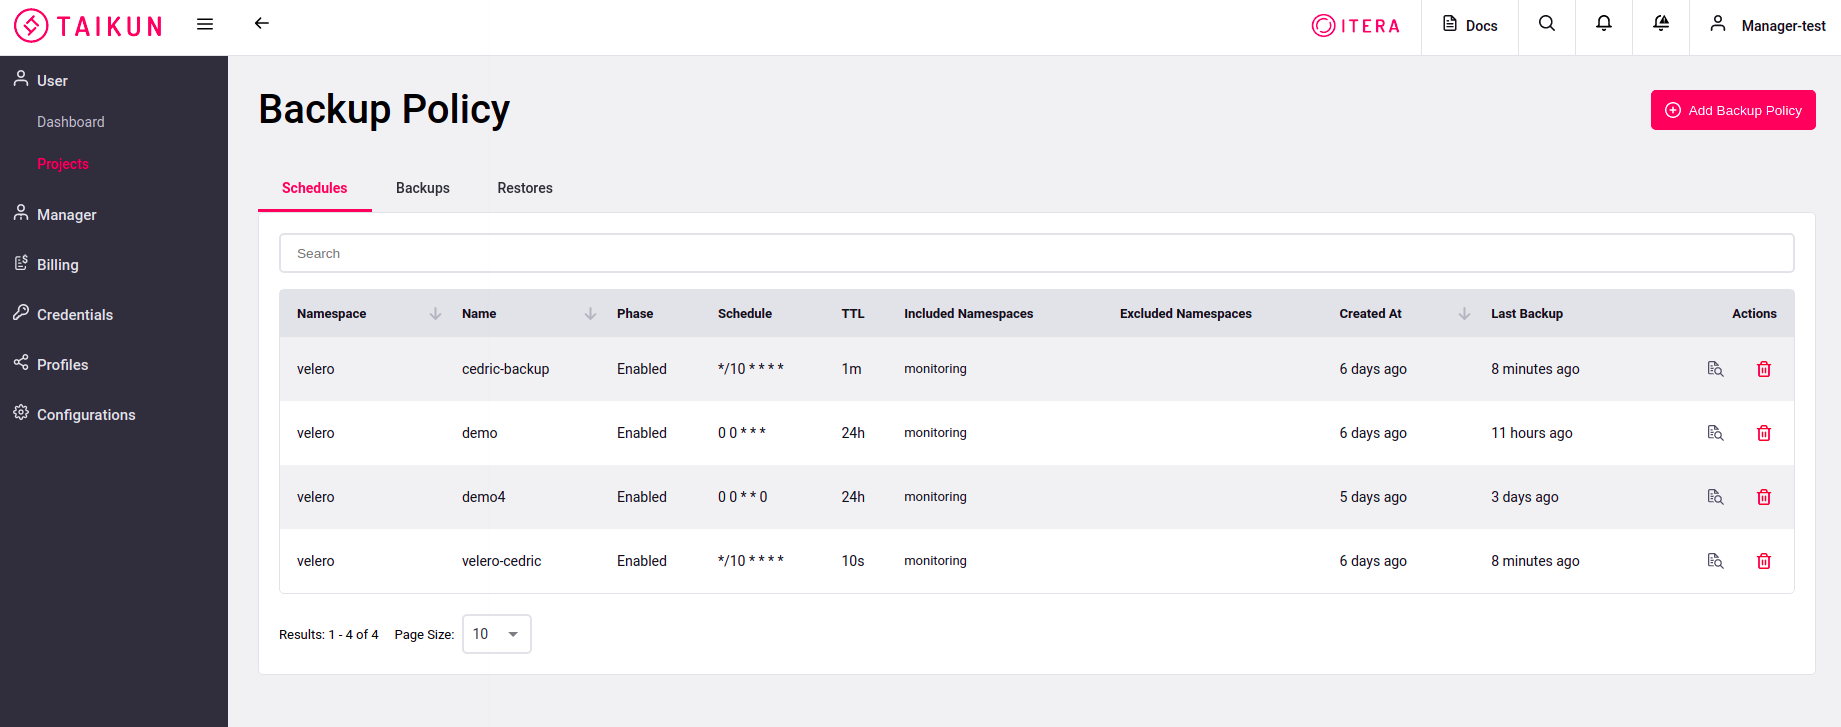 TAIKUN
ITERA
Docs
Manager-test
User
Dashboard
Projects
Manager
Billing
Credentials
Profiles
Configurations
Backup Policy
Add Backup Policy
Schedules Backups Restores
Search
Namespace Name Phase Schedule TTL Included Namespaces Excluded Namespaces Created At Last Backup Actions
velero cedric-backup Enabled */10 * * * * 1m monitoring 6 days ago 8 minutes ago
velero demo Enabled 0 0 * * * 24h monitoring 6 days ago 11 hours ago
velero demo4 Enabled 0 0 * * 0 24h monitoring 5 days ago 3 days ago
velero velero-cedric Enabled */10 * * * * 10s monitoring 6 days ago 8 minutes ago
Results: 1 - 4 of 4 Page Size: 10